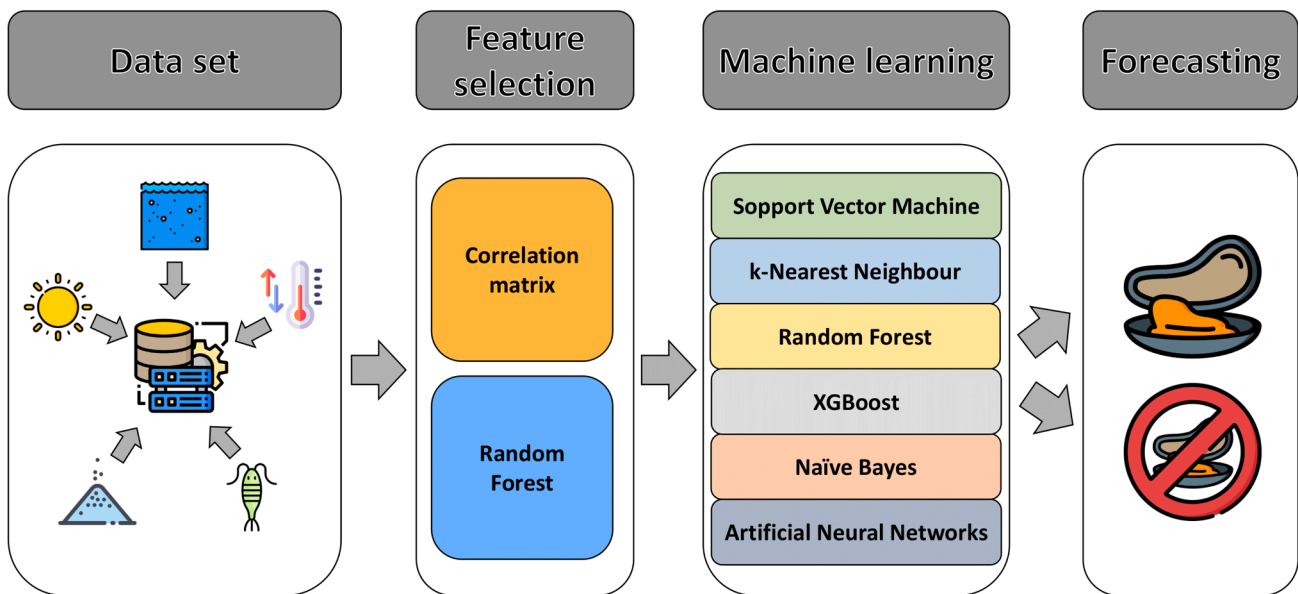 Data set
Feature
selection
Machine learning
Forecasting
Correlation
matrix
Random
Forest
Sopport Vector Machine
k-Nearest Neighbour
Random Forest
XGBoost
Naïve Bayes
Artificial Neural Networks